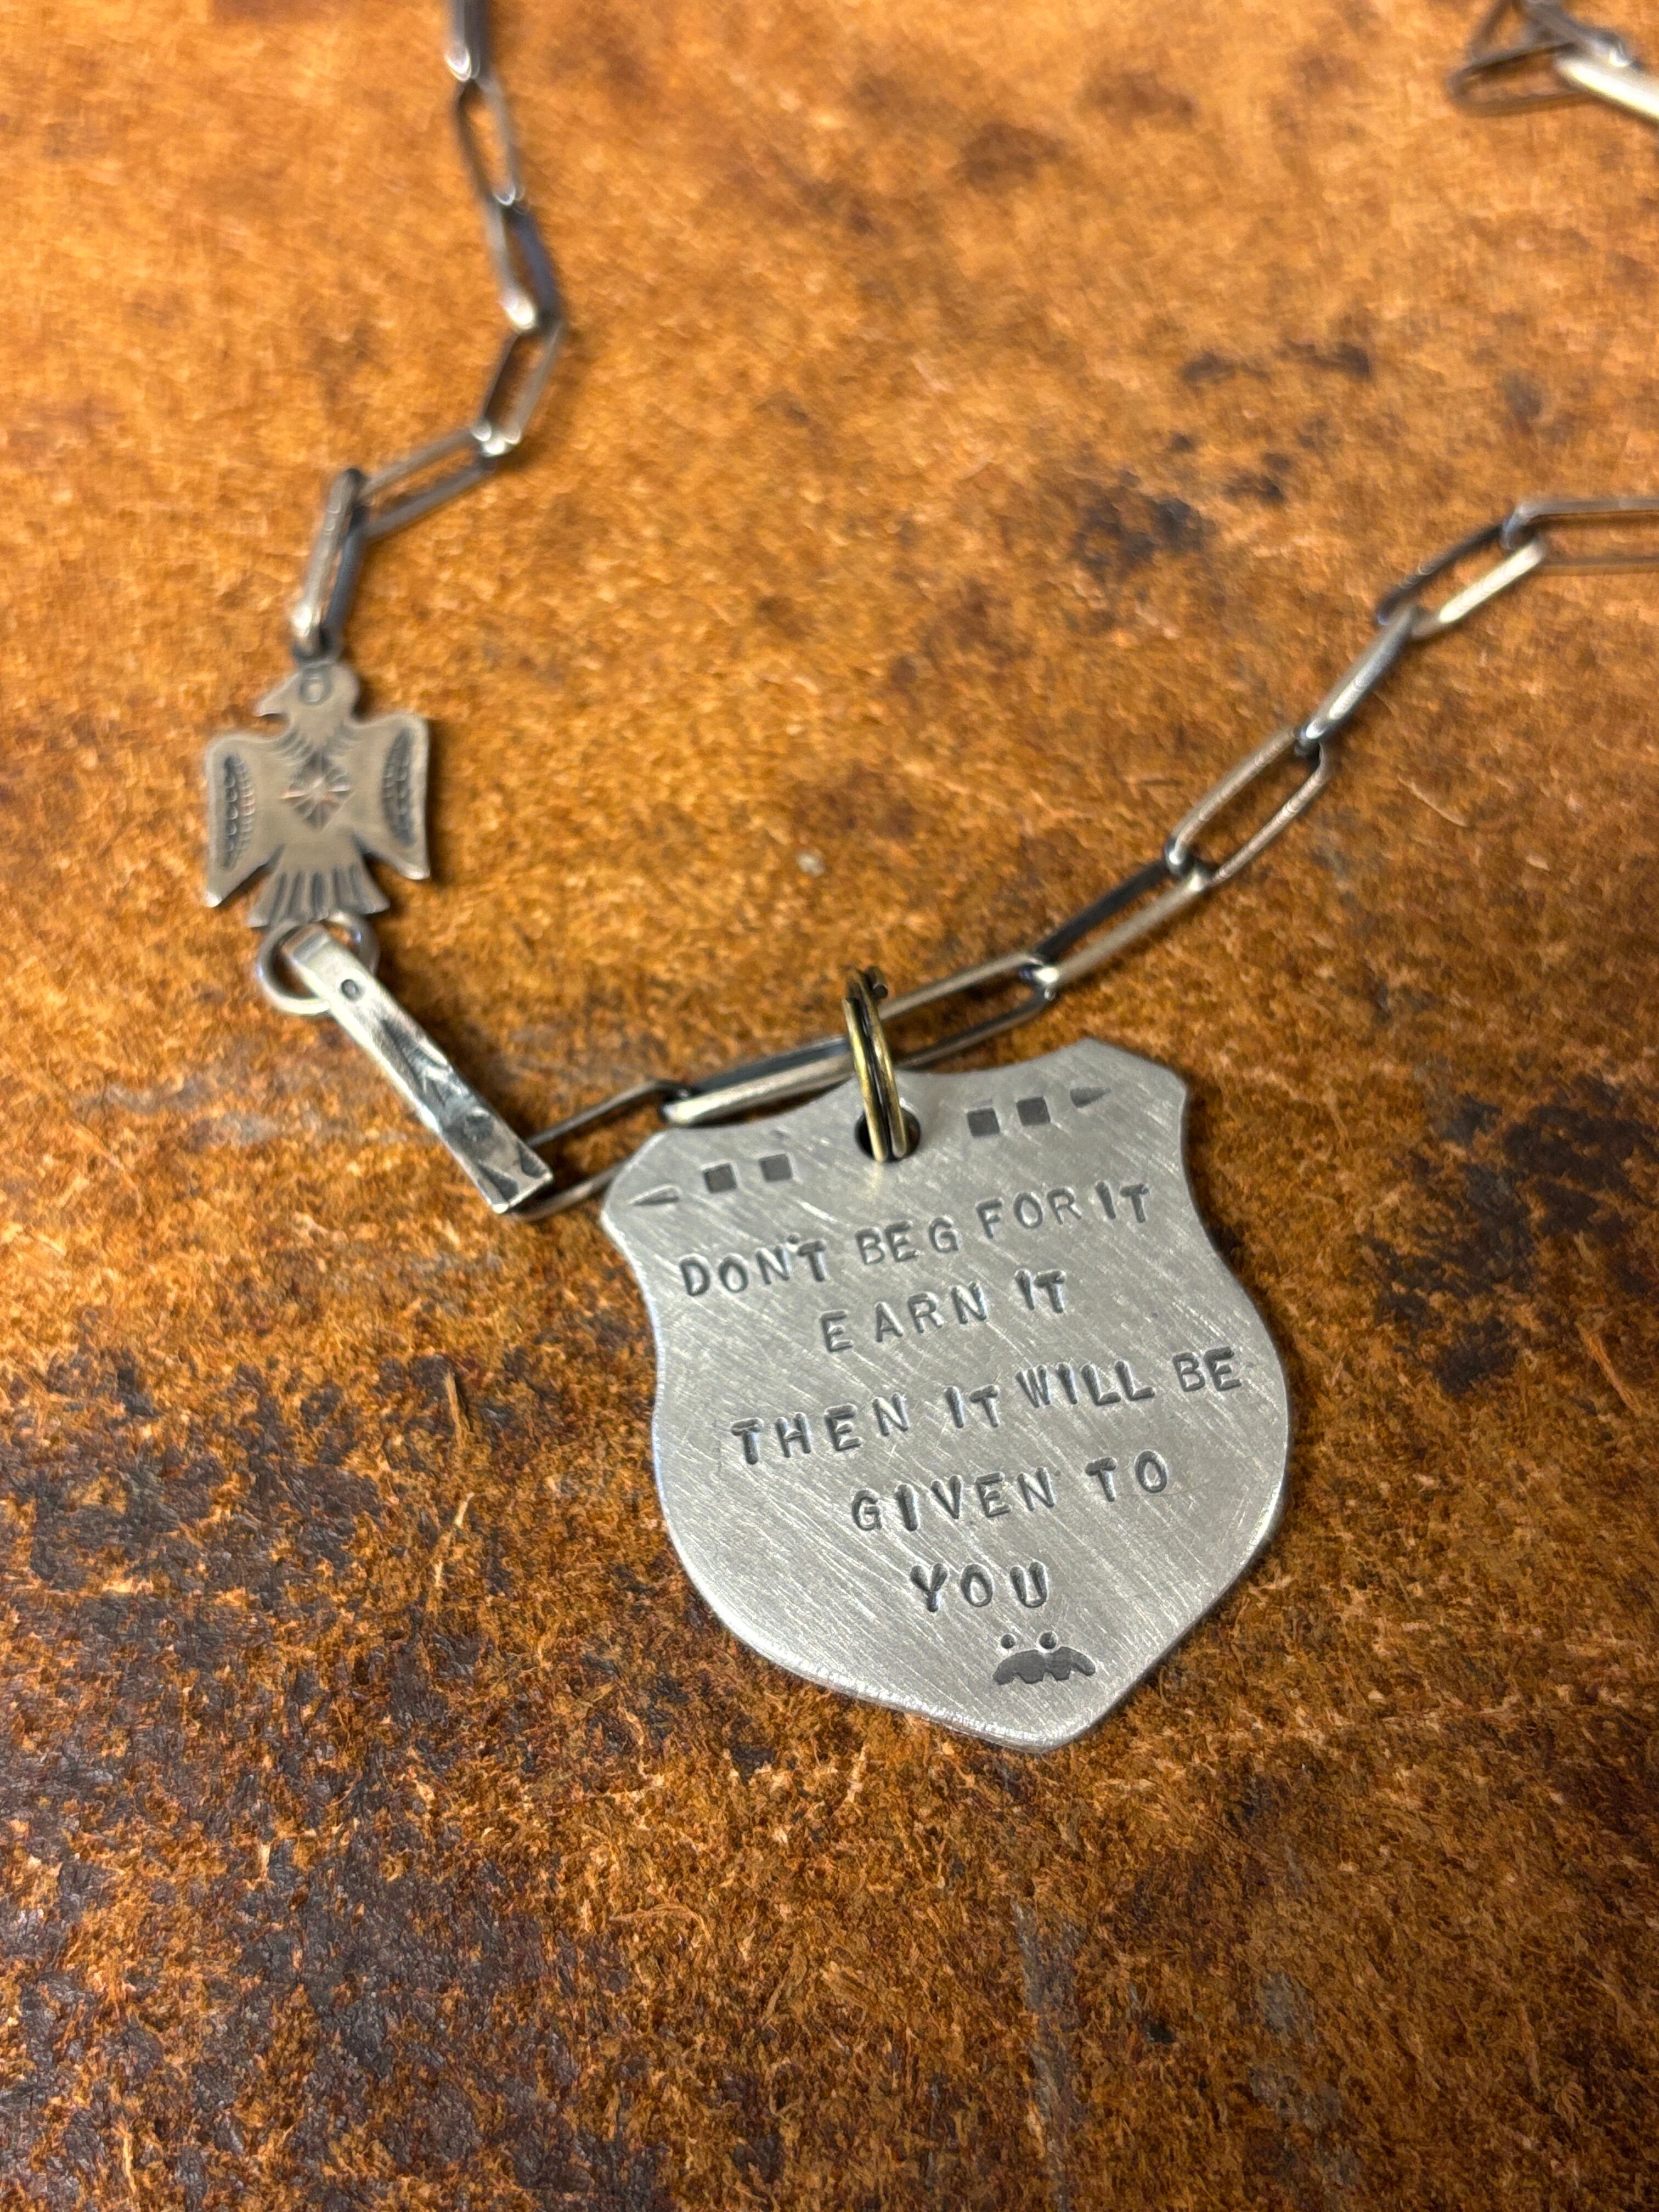 DON'T BEG FOR IT
EARN IT
THEN IT WILL BE
GIVEN TO
YOU